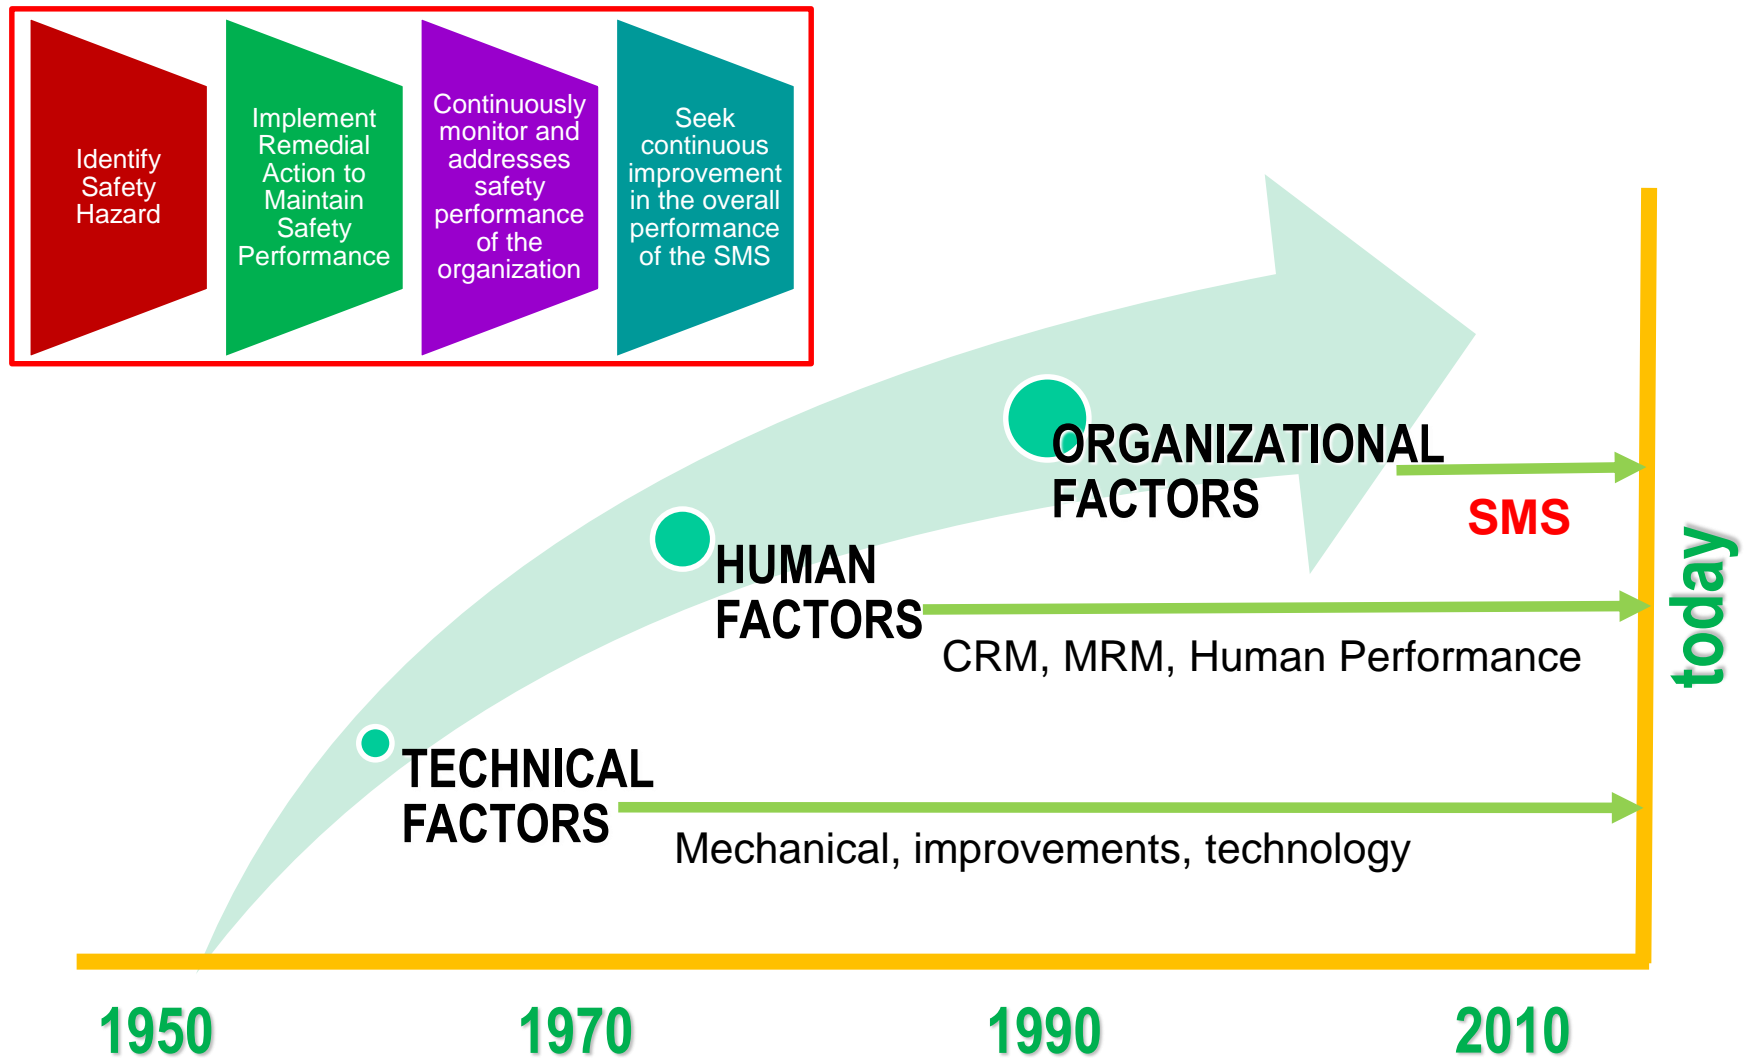 Identify
Safety
Hazard
Implement
Remedial
Action to
Maintain
Safety
Performance
Continuously
monitor and
addresses
safety
performance
of the
organization
Seek
continuous
improvement
in the overall
performance
of the SMS
ORGANIZATIONAL
FACTORS
SMS
HUMAN
FACTORS
CRM, MRM, Human Performance
TECHNICAL
FACTORS
Mechanical, improvements, technology
today
1950 1970 1990 2010